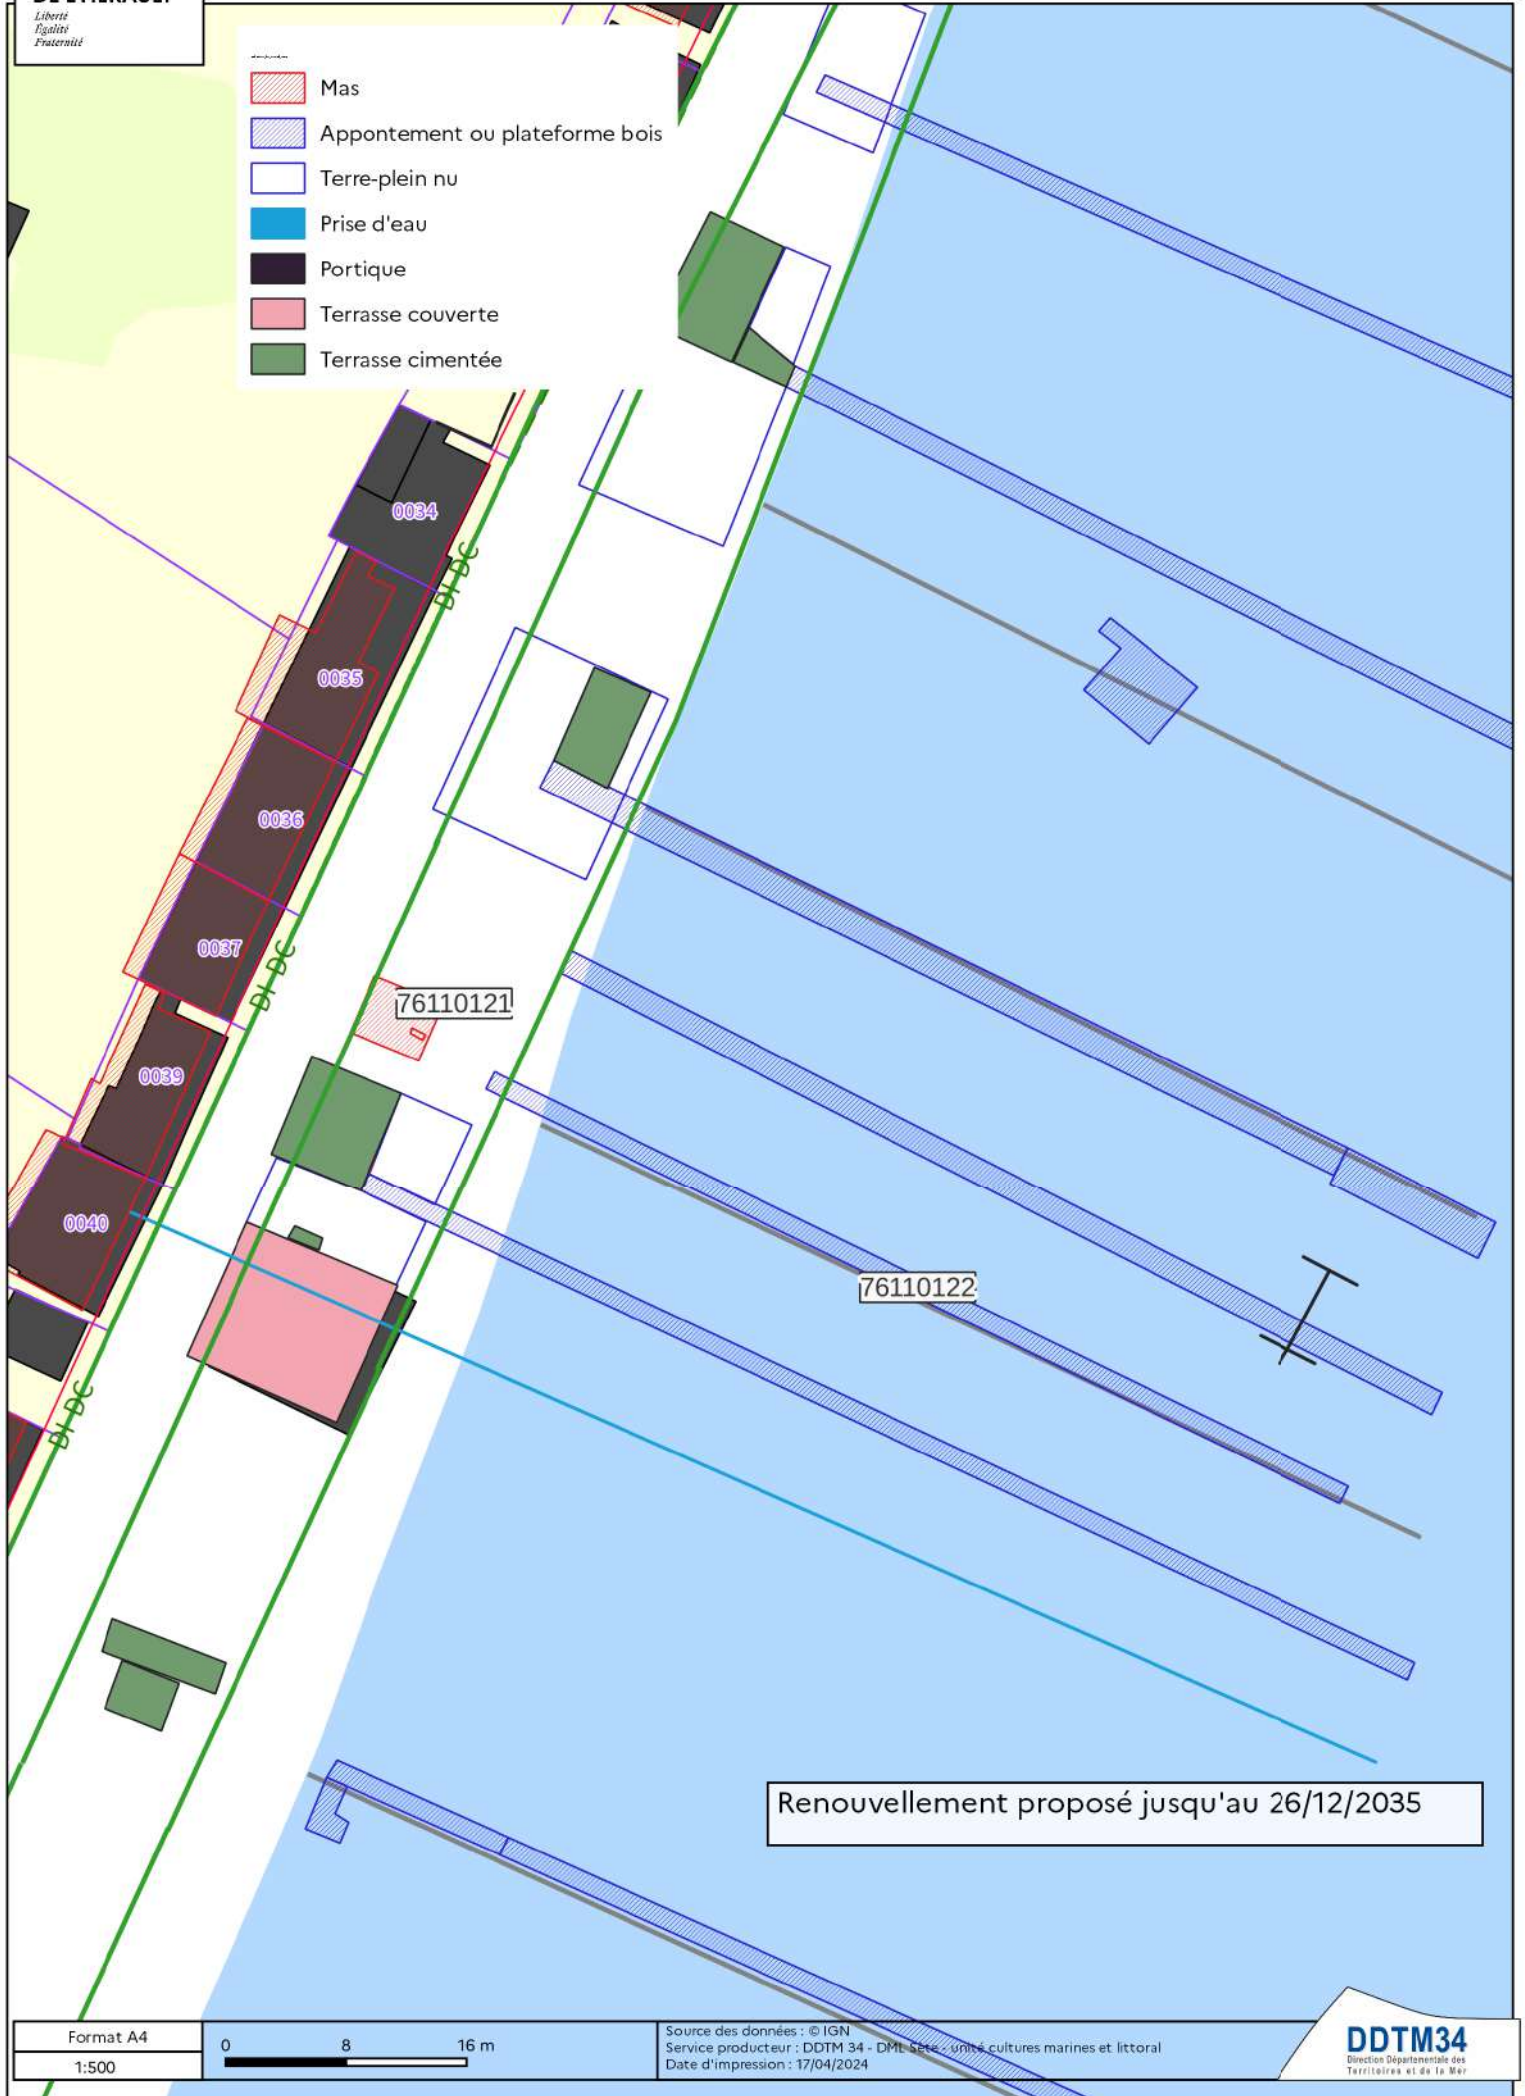 Liberté
Égalité
Fraternité
Mas
Appontement ou plateforme bois
Terre-plein nu
Prise d'eau
Portique
Terrasse couverte
Terrasse cimentée
0034
DI DC
0035
0036
0037
DI DC
76110121
0039
0040
76110122
DI DC
Renouvellement proposé jusqu'au 26/12/2035
Format A4
1:500
0 8 16 m
Source des données : © IGN
Service producteur : DDTM 34 - DML Sète - unité cultures marines et littoral
Date d'impression : 17/04/2024
DDTM34
Direction Départementale des
Territoires et de la Mer